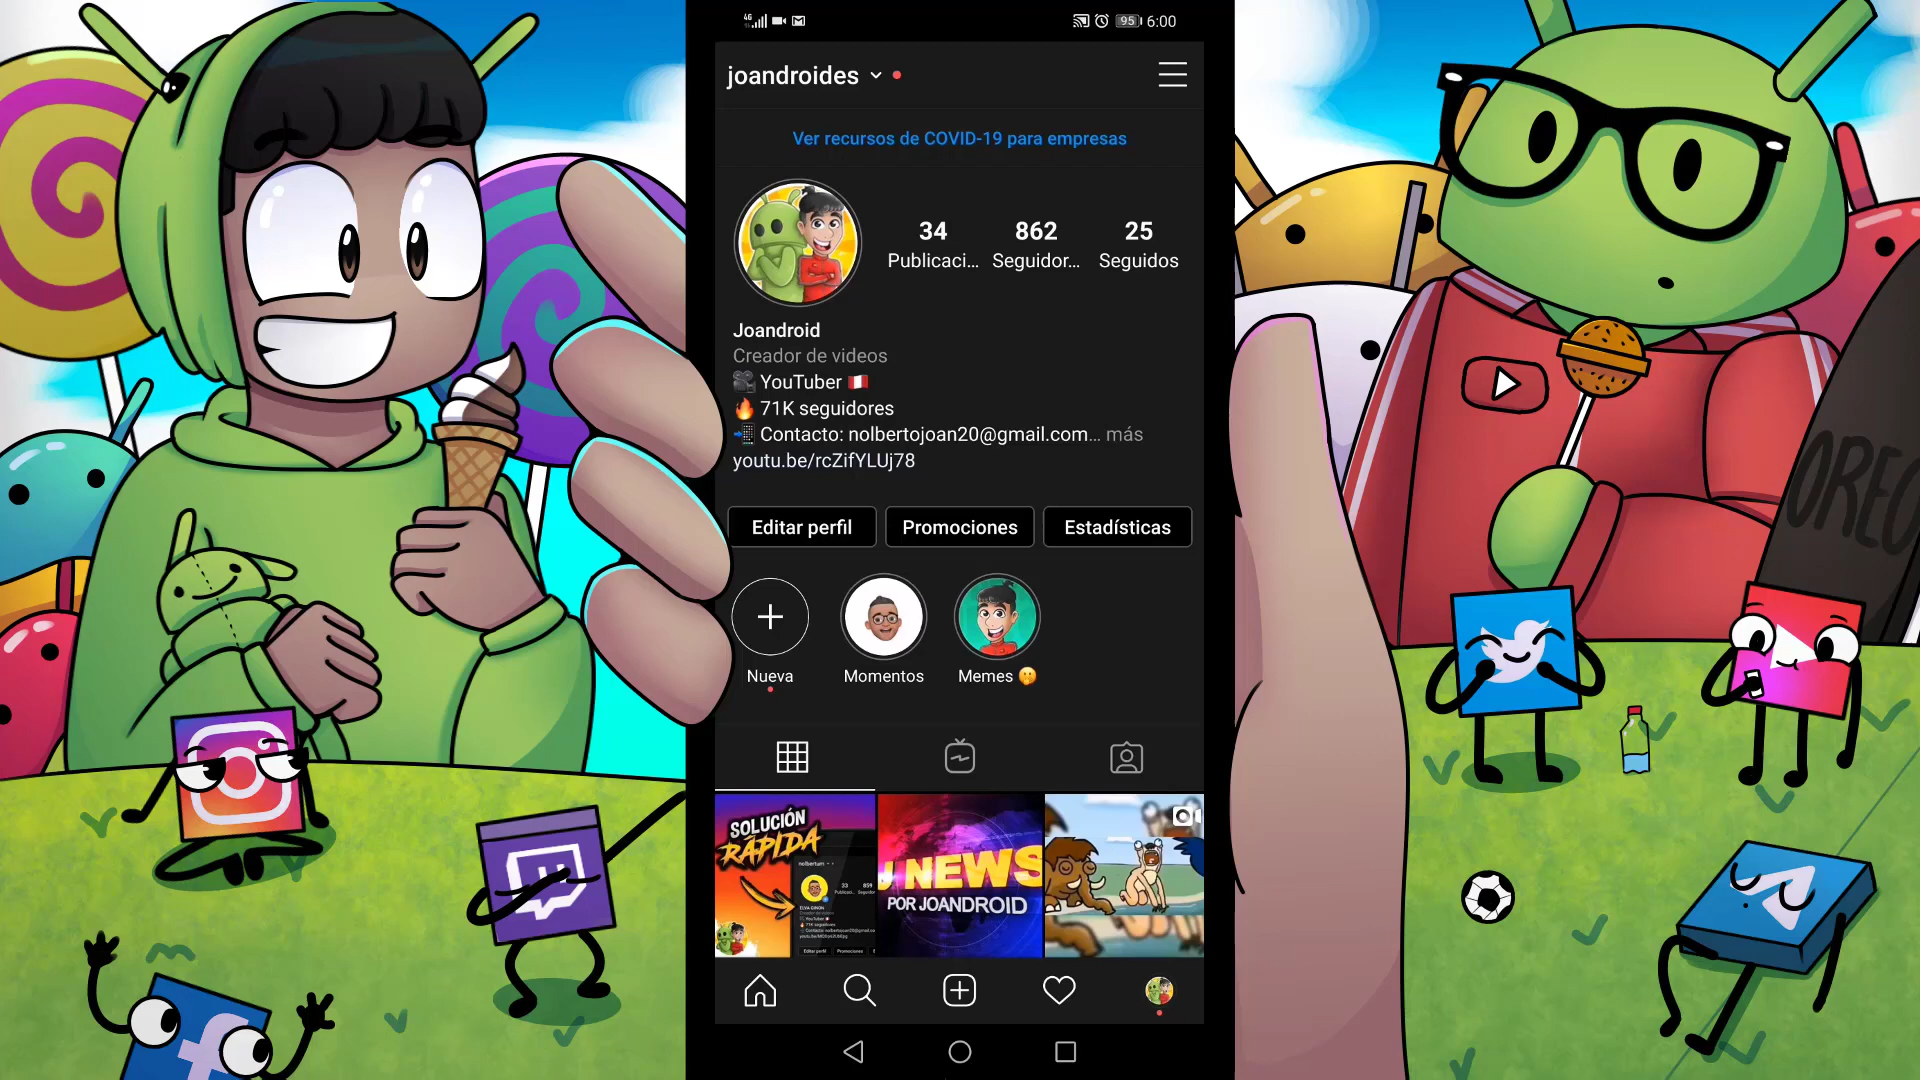 4G
95
6:00
joandroides
Ver recursos de COVID-19 para empresas
34
862
25
Publicaci...
Seguidor...
Seguidos
Joandroid
Creador de videos
YouTuber
71K seguidores
Contacto: nolbertojoan20@gmail.com... más
youtu.be/rcZifYLUj78
Editar perfil
Promociones
Estadísticas
Nueva
Momentos
Memes
SOLUCIÓN
RÁPIDA
J NEWS
POR JOANDROID
OREO